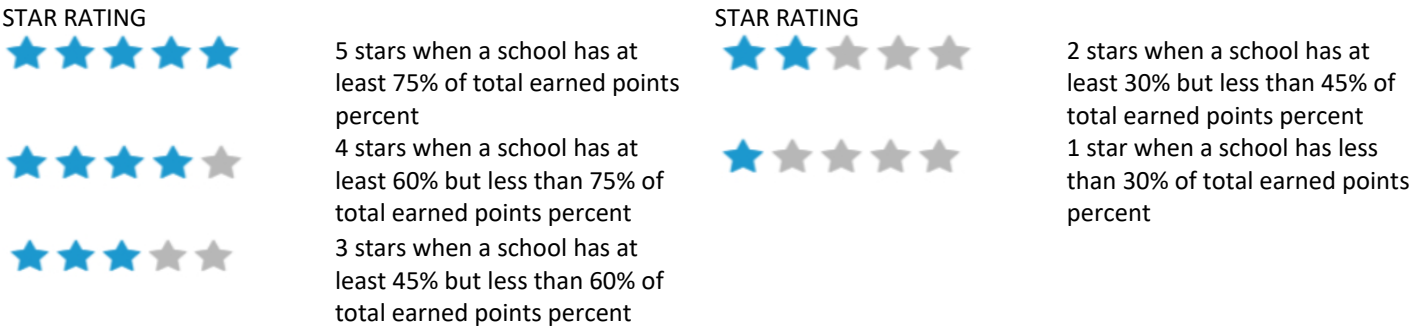 STAR RATING
5 stars when a school has at
least 75% of total earned points
percent
4 stars when a school has at
least 60% but less than 75% of
total earned points percent
3 stars when a school has at
least 45% but less than 60% of
total earned points percent
STAR RATING
2 stars when a school has at
least 30% but less than 45% of
total earned points percent
1 star when a school has less
than 30% of total earned points
percent